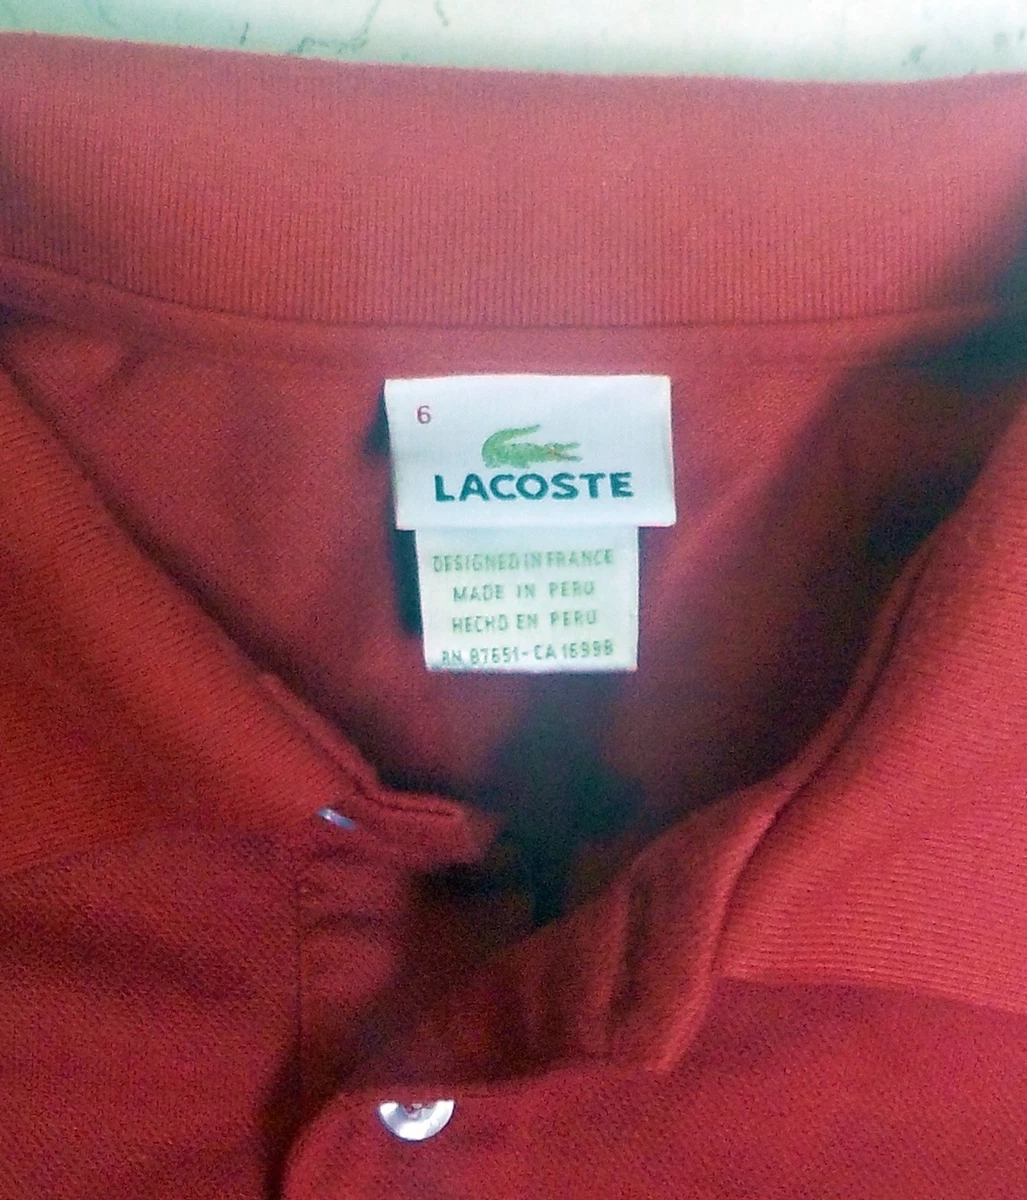 6
LACOSTE
DESIGNED IN FRANCE
MADE IN PERU
HECHO EN PERU
RN 87651-CA 16998